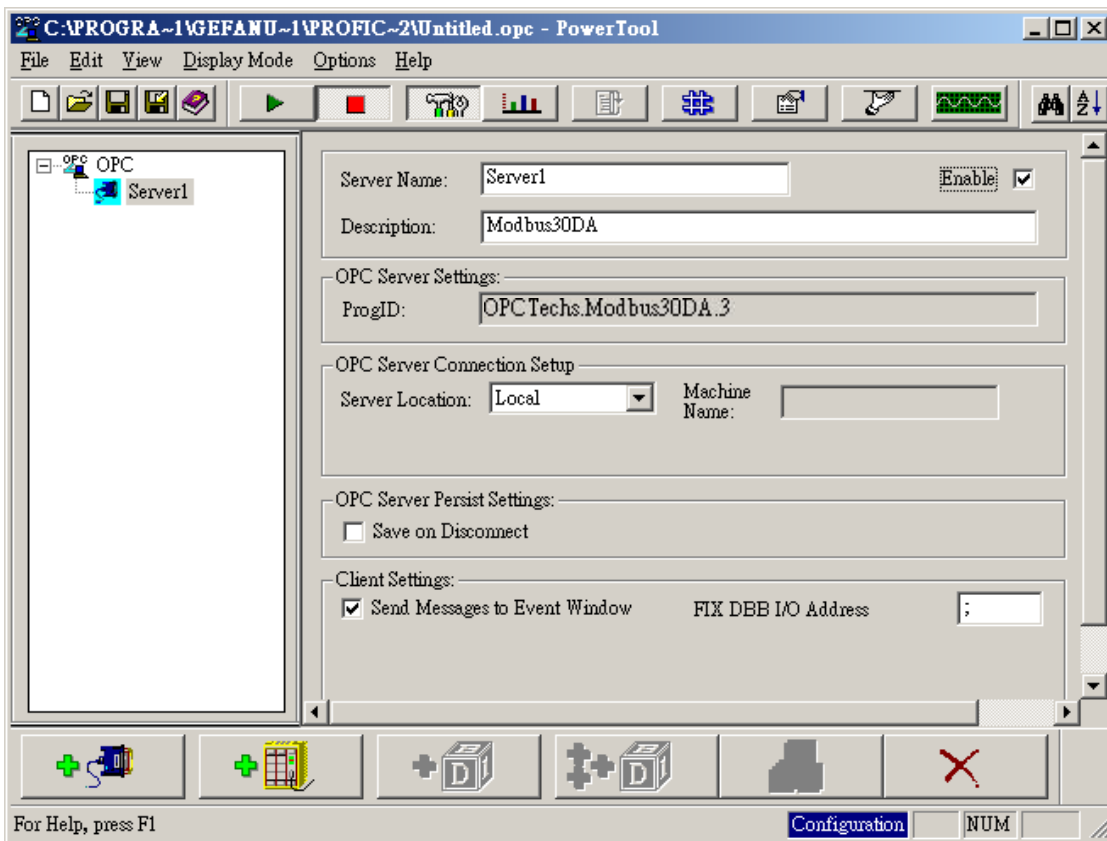 C:\PROGRA~1\GEFANU~1\PROFIC~2\Untitled.opc - PowerTool
File Edit View Display Mode Options Help
OPC
Server1
Server Name: Server1 Enable
Description: Modbus30DA
OPC Server Settings:
ProgID: OPCTechs.Modbus30DA.3
OPC Server Connection Setup
Server Location: Local Machine Name:
OPC Server Persist Settings:
Save on Disconnect
Client Settings:
Send Messages to Event Window FIX DBB I/O Address ;
For Help, press F1 Configuration NUM